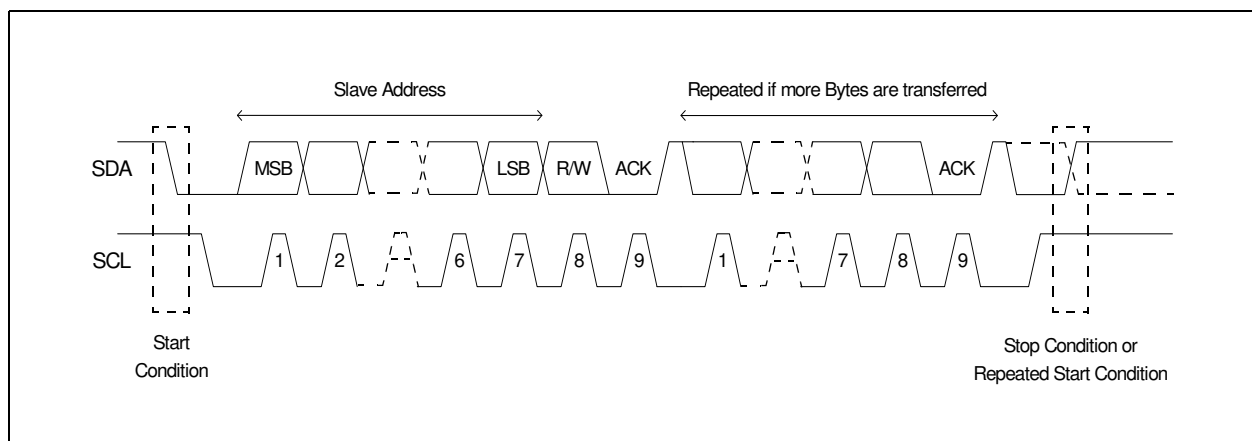 Slave Address
Repeated if more Bytes are transferred
SDA
MSB
LSB
R/W
ACK
ACK
SCL
1
2
6
7
8
9
1
7
8
9
Start
Condition
Stop Condition or
Repeated Start Condition